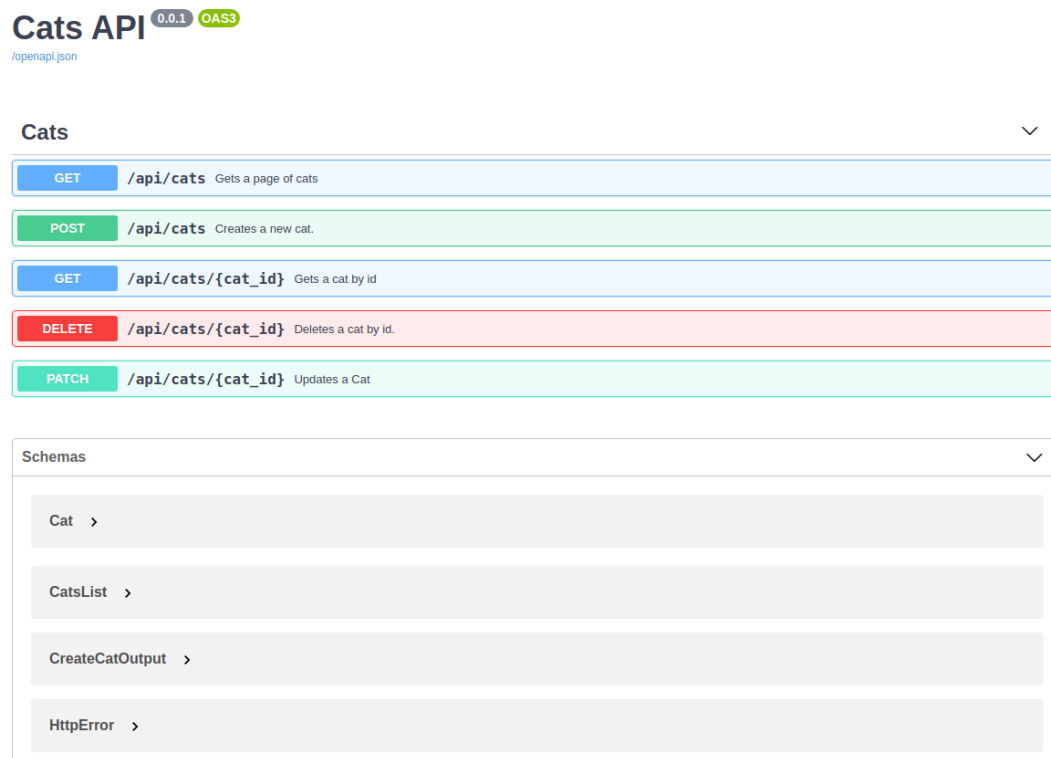 Cats API 0.0.1 OAS3
/openapi.json
Cats
GET /api/cats Gets a page of cats
POST /api/cats Creates a new cat.
GET /api/cats/{cat_id} Gets a cat by id
DELETE /api/cats/{cat_id} Deletes a cat by id.
PATCH /api/cats/{cat_id} Updates a Cat
Schemas
Cat
CatsList
CreateCatOutput
HttpError